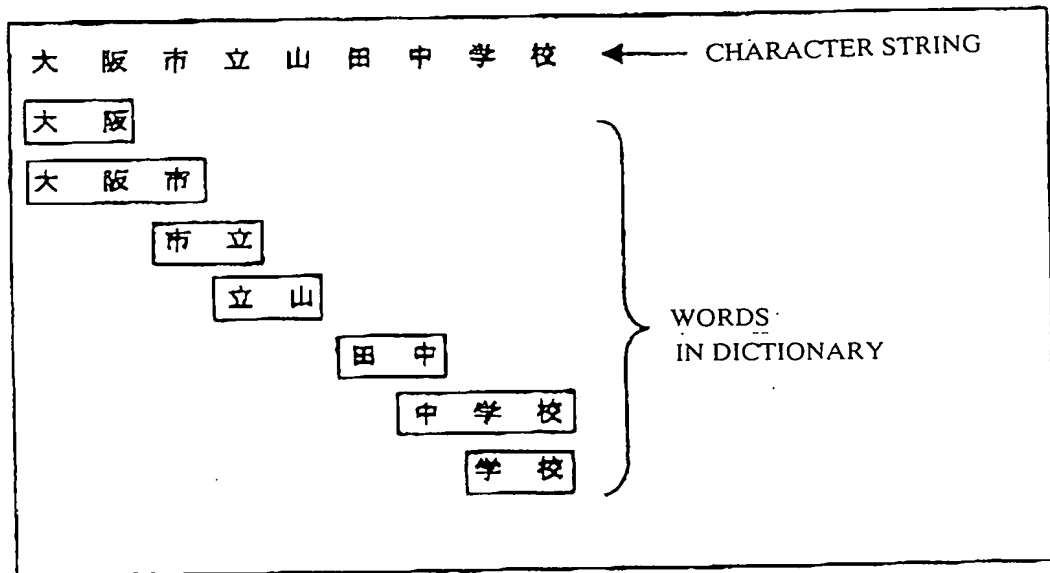 大阪市立山田中学校 ← CHARACTER STRING
大阪
大阪市
市立
立山
田中
中学校
学校
WORDS
IN DICTIONARY